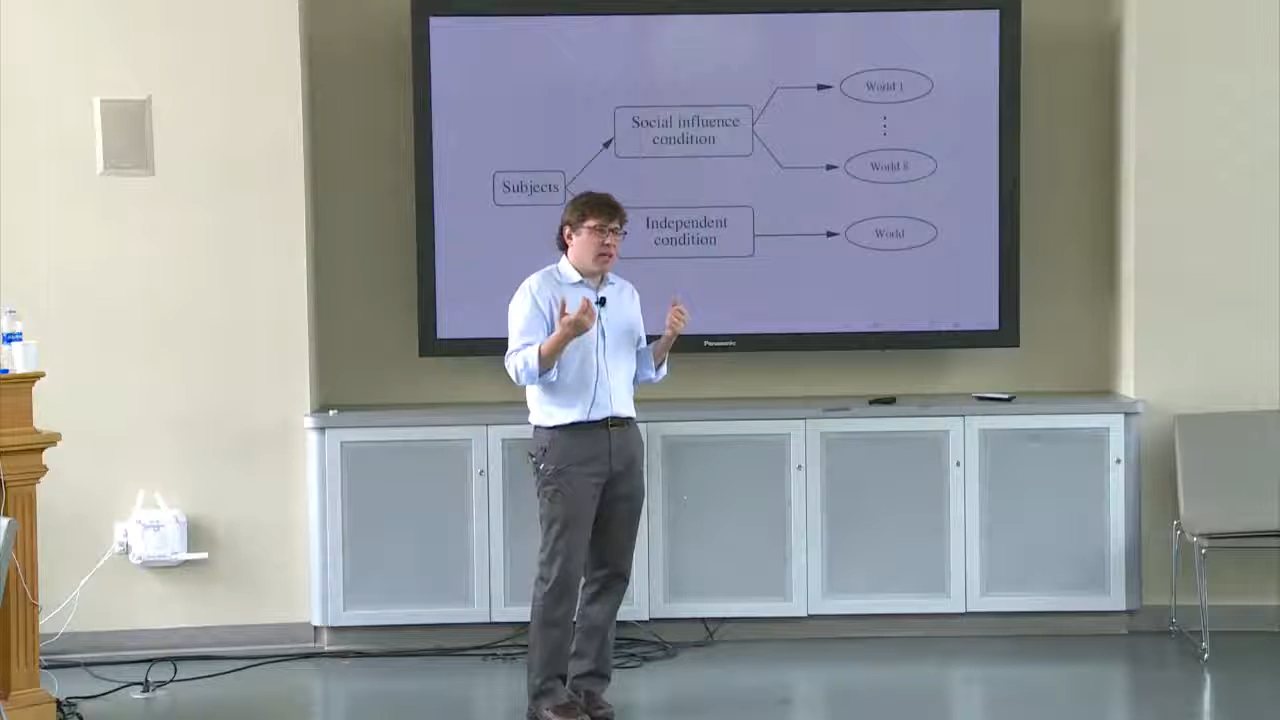 World 1
Social influence
condition
World 8
Subjects
Independent
condition
World
Panasonic